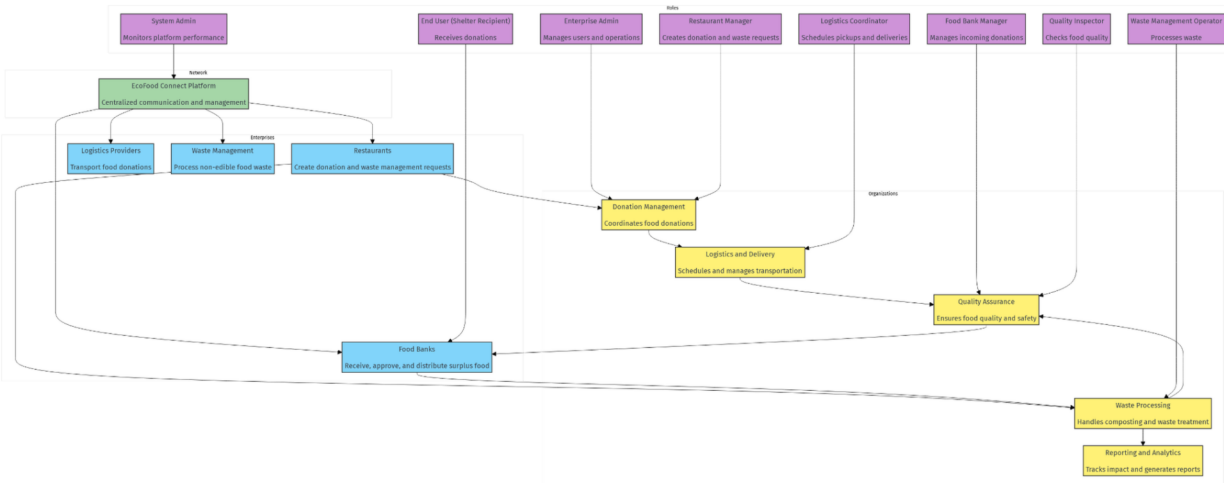 Roles
System Admin
Monitors platform performance
End User (Shelter Recipient)
Receives donations
Enterprise Admin
Manages users and operations
Restaurant Manager
Creates donation and waste requests
Logistics Coordinator
Schedules pickups and deliveries
Food Bank Manager
Manages incoming donations
Quality Inspector
Checks food quality
Waste Management Operator
Processes waste
Network
EcoFood Connect Platform
Centralized communication and management
Enterprises
Logistics Providers
Transport food donations
Waste Management
Process non-edible food waste
Restaurants
Create donation and waste management requests
Organizations
Donation Management
Coordinates food donations
Logistics and Delivery
Schedules and manages transportation
Quality Assurance
Ensures food quality and safety
Food Banks
Receive, approve, and distribute surplus food
Waste Processing
Handles composting and waste treatment
Reporting and Analytics
Tracks impact and generates reports